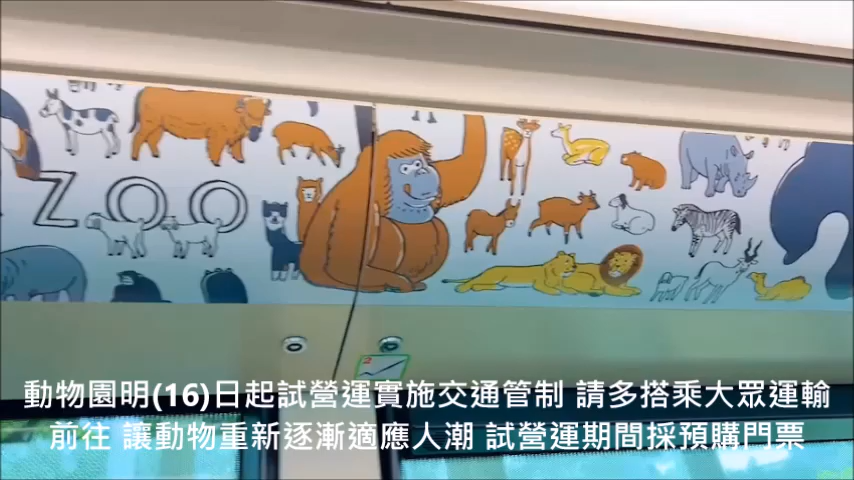 ZOO
動物園明(16)日起試營運實施交通管制 請多搭乘大眾運輸
前往 讓動物重新逐漸適應人潮 試營運期間採預購門票